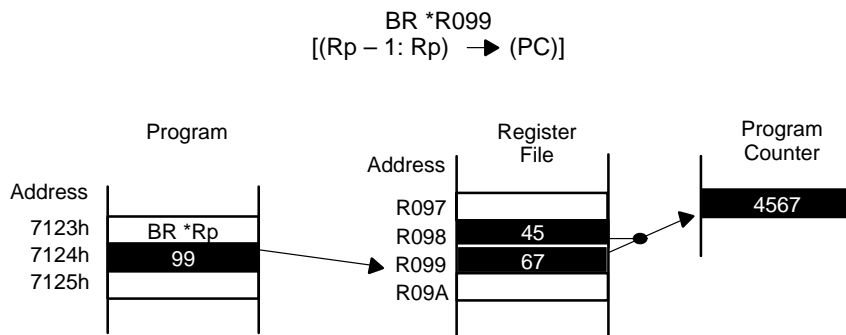 BR *R099
[(Rp – 1: Rp) → (PC)]
Program
Register
File
Program
Counter
Address
Address
7123h
BR *Rp
7124h
99
7125h
R097
R098
45
R099
67
R09A
4567